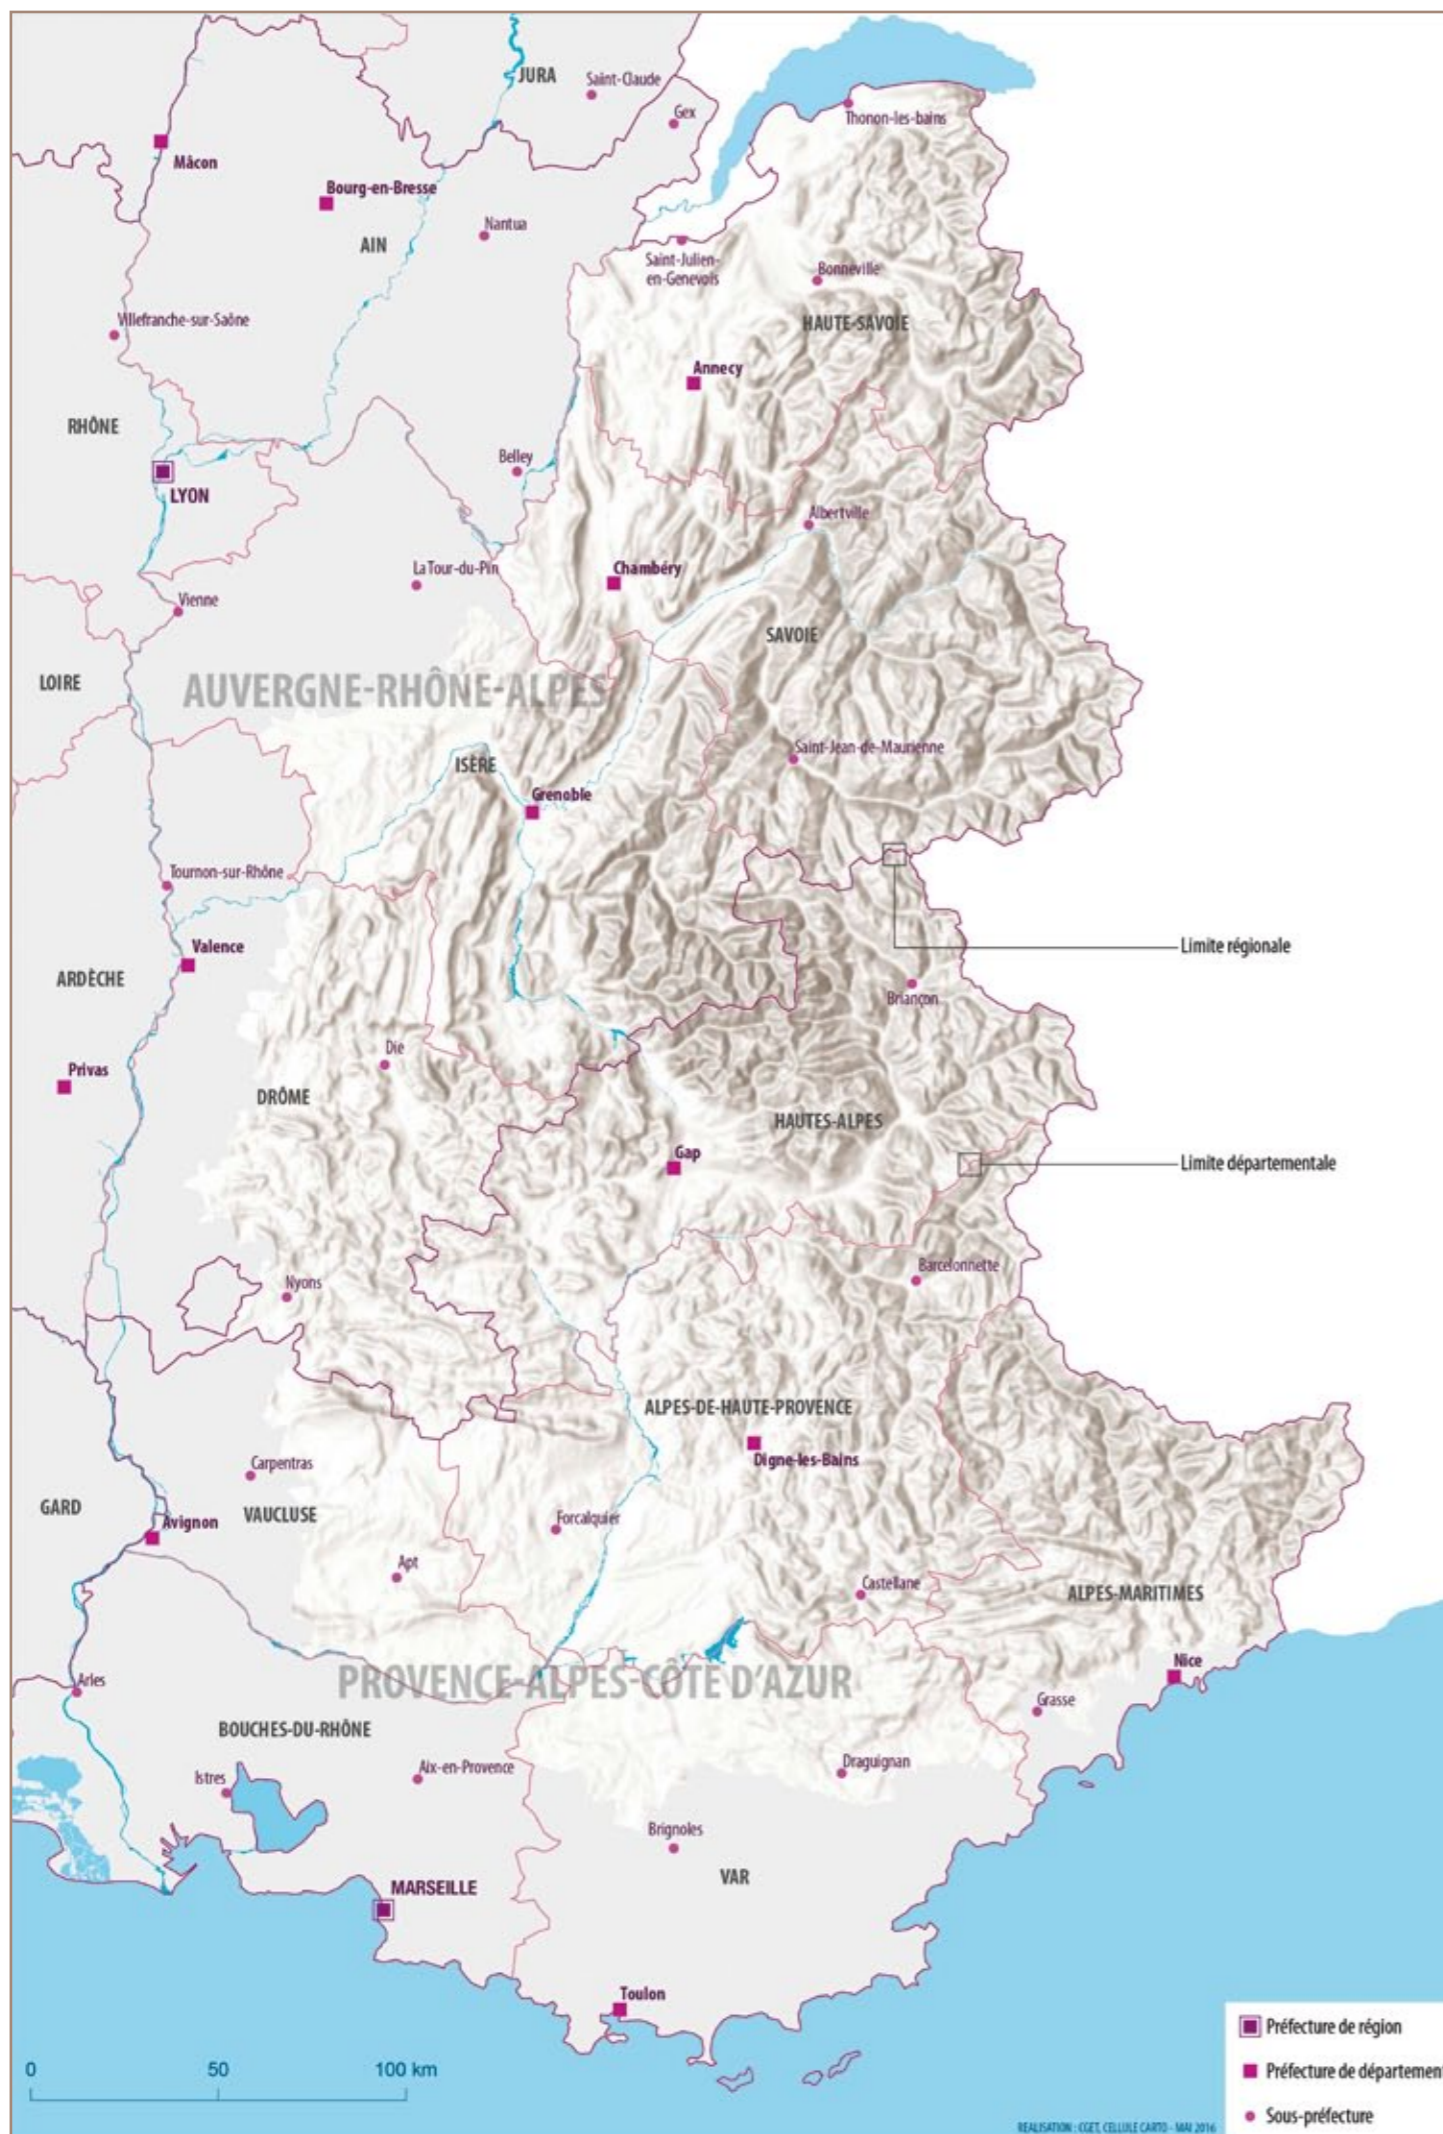 JURA
Saint-Claude
Gex
Thonon-les-bains
Mâcon
Bourg-en-Bresse
Nantua
AIN
Saint-Julien-
en-Genevois
Bonneville
Villefranche-sur-Saône
HAUTE-SAVOIE
Annecy
RHÔNE
Belley
LYON
Albertville
La Tour-du-Pin
Chambéry
Vienne
SAVOIE
LOIRE
AUVERGNE-RHÔNE-ALPES
Saint-Jean-de-Maurienne
ISÈRE
Grenoble
Tournon-sur-Rhône
Valence
Limite régionale
ARDÈCHE
Briançon
Die
Privas
DRÔME
HAUTES-ALPES
Gap
Limite départementale
Barcelonnette
Nyons
ALPES-DE-HAUTE-PROVENCE
Digne-les-Bains
Carpentras
GARD
VAUCLUSE
Avignon
Forcalquier
Apt
Castellane
ALPES-MARITIMES
Nice
Arles
PROVENCE-ALPES-CÔTE D'AZUR
Grasse
BOUCHES-DU-RHÔNE
Draguignan
Istres
Aix-en-Provence
Brignoles
VAR
MARSEILLE
Toulon
Préfecture de région
Préfecture de département
Sous-préfecture
0 50 100 km
REALISATION : CGET, CELLULE CARTO - MAI 2016